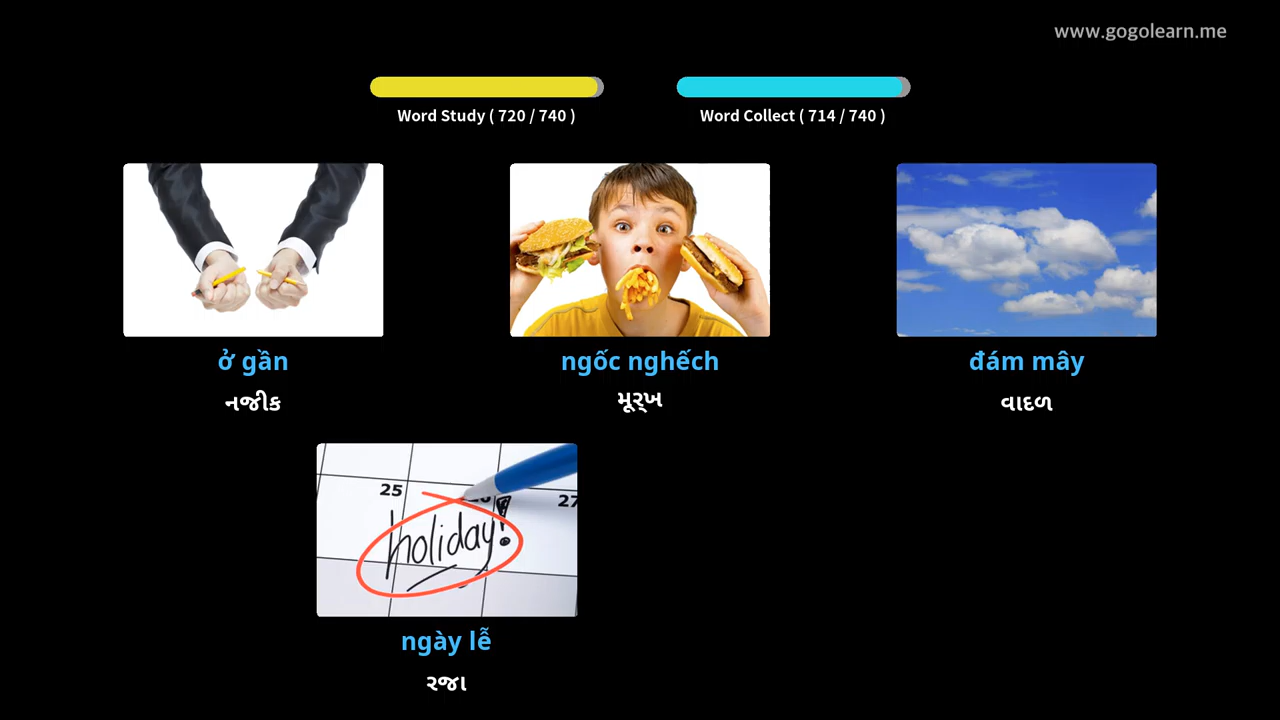 www.gogolearn.me
Word Study ( 720 / 740 )
Word Collect ( 714 / 740 )
ở gần
ngốc nghếch
đám mây
નજીક
મૂર્ખ
વાદળ
25
27
holiday!
ngày lễ
રજા